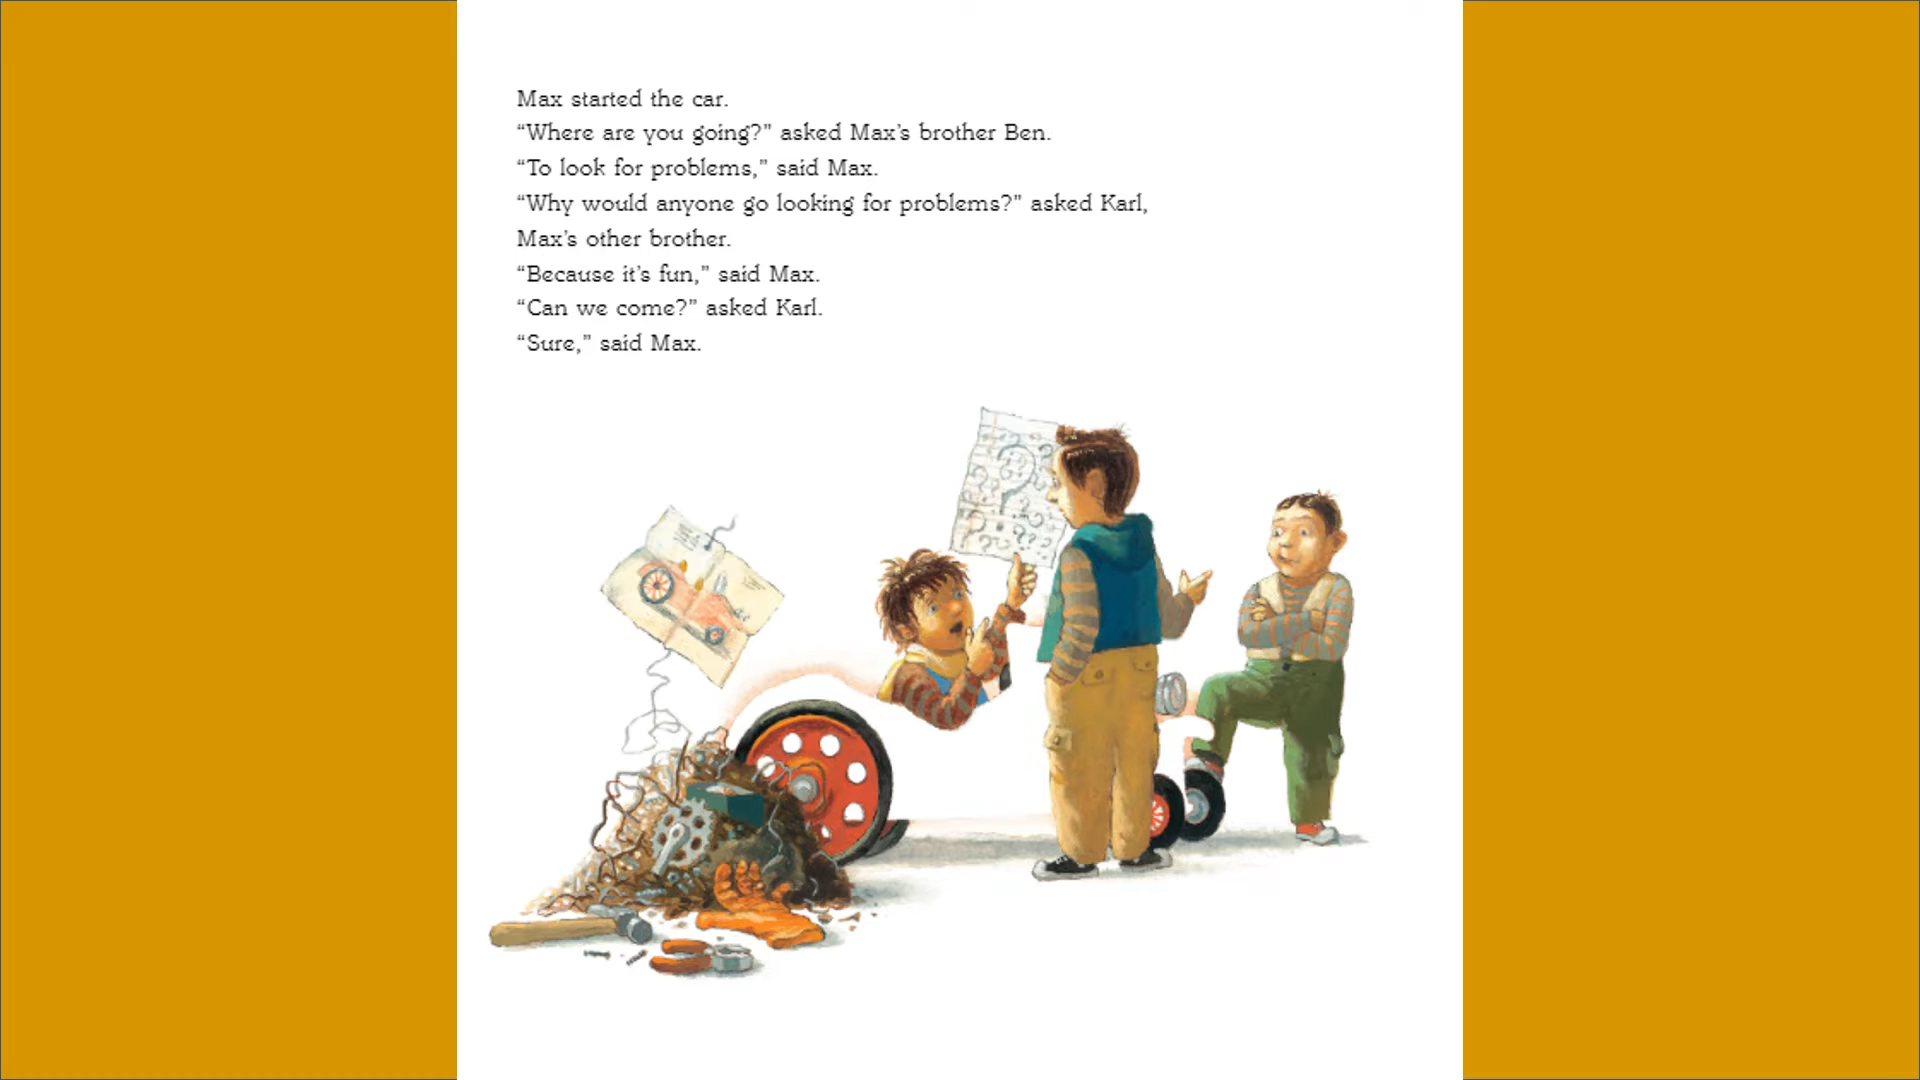 Max started the car.
“Where are you going?” asked Max’s brother Ben.
“To look for problems,” said Max.
“Why would anyone go looking for problems?” asked Karl,
Max’s other brother.
“Because it’s fun,” said Max.
“Can we come?” asked Karl.
“Sure,” said Max.